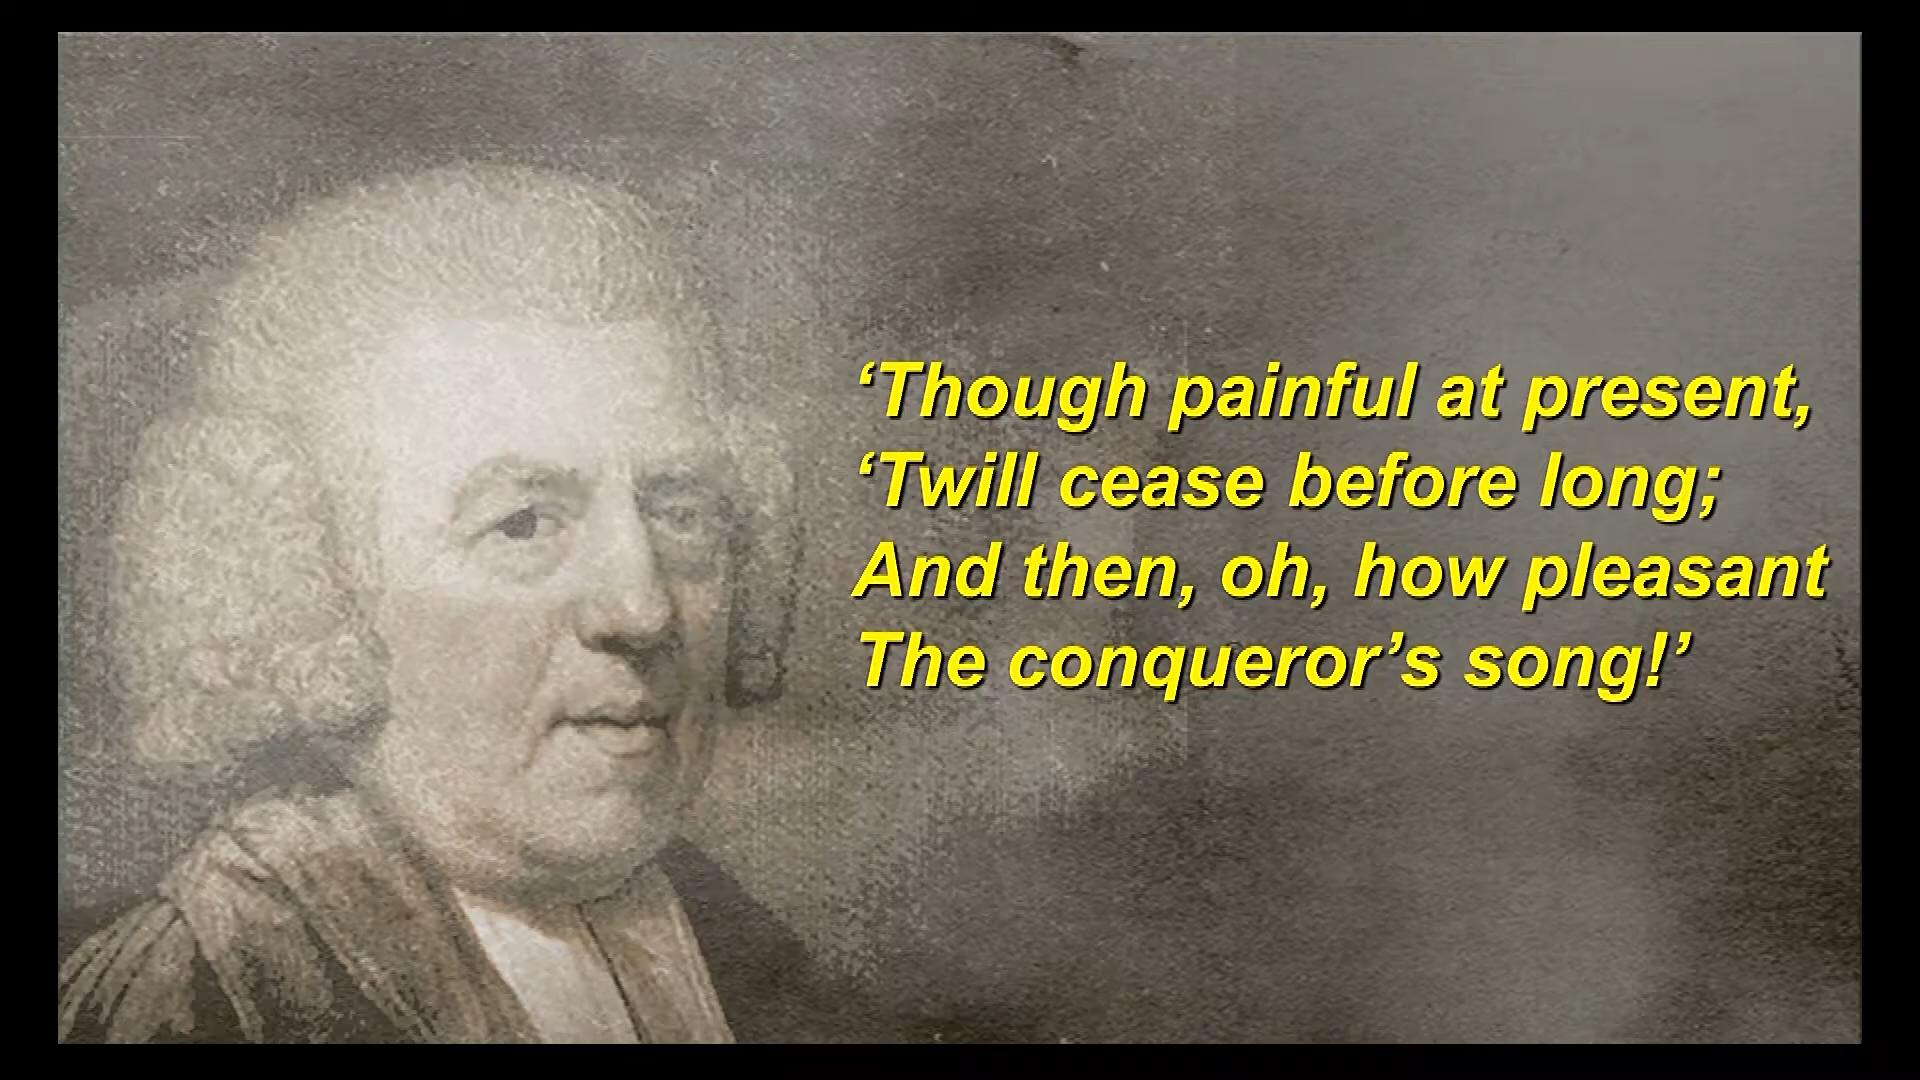 ‘Though painful at present,
‘Twill cease before long;
And then, oh, how pleasant
The conqueror’s song!’